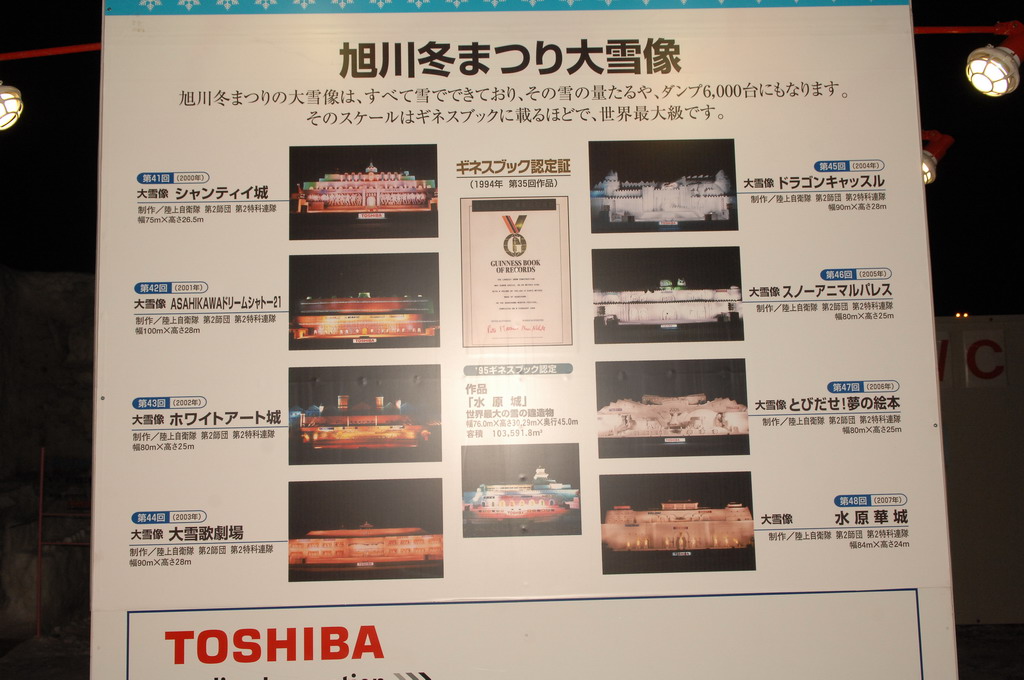 旭川冬まつり大雪像
旭川冬まつりの大雪像は、すべて雪でできており、その雪の量たるや、ダンプ6,000台にもなります。
そのスケールはギネスブックに載るほどで、世界最大級です。
第41回 (2000年)
大雪像 シャンティイ城
制作／陸上自衛隊 第2師団 第2特科連隊
幅75m×高さ26.5m
TOSHIBA
第42回 (2001年)
大雪像 ASAHIKAWAドリームシャトー21
制作／陸上自衛隊 第2師団 第2特科連隊
幅100m×高さ28m
TOSHIBA
第43回 (2002年)
大雪像 ホワイトアート城
制作／陸上自衛隊 第2師団 第2特科連隊
幅80m×高さ25m
第44回 (2003年)
大雪像 大雪歌劇場
制作／陸上自衛隊 第2師団 第2特科連隊
幅90m×高さ28m
ギネスブック認定証
(1994年 第35回作品)
GUINNESS BOOK
OF RECORDS
'95ギネスブック認定
作品
「水原城」
世界最大の雪の建造物
幅76.0m×高さ30.29m×奥行45.0m
容積 103,591.8m³
第45回 (2004年)
大雪像 ドラゴンキャッスル
制作／陸上自衛隊 第2師団 第2特科連隊
幅90m×高さ28m
第46回 (2005年)
大雪像 スノーアニマルパレス
制作／陸上自衛隊 第2師団 第2特科連隊
幅80m×高さ25m
第47回 (2006年)
大雪像 とびだせ！夢の絵本
制作／陸上自衛隊 第2師団 第2特科連隊
幅80m×高さ25m
第48回 (2007年)
大雪像 水原華城
制作／陸上自衛隊 第2師団 第2特科連隊
幅84m×高さ24m
TOSHIBA
WC